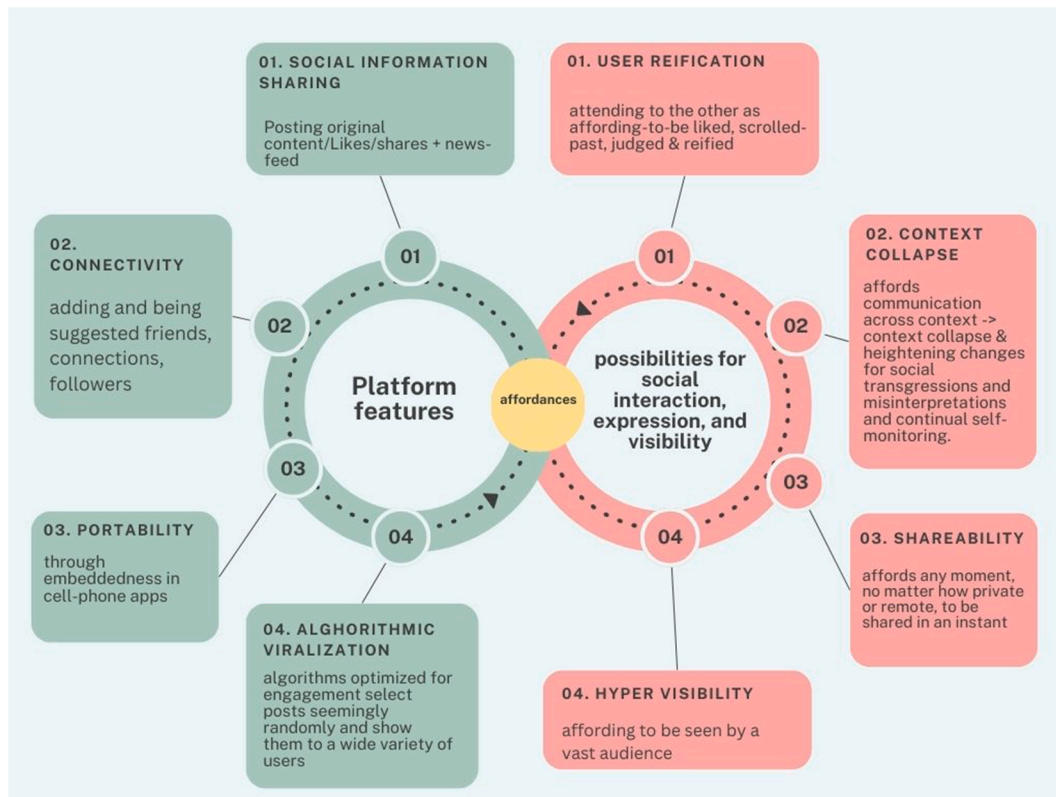 01. SOCIAL INFORMATION
SHARING
Posting original
content/Likes/shares + news-
feed
01. USER REIFICATION
attending to the other as
affording-to-be liked, scrolled-
past, judged & reified
02.
CONNECTIVITY
adding and being
suggested friends,
connections,
followers
02. CONTEXT
COLLAPSE
affords
communication
across context ->
context collapse &
heightening changes
for social
transgressions and
misinterpretations
and continual self-
monitoring.
01
02
03
04
Platform
features
affordances
01
02
03
04
possibilities for
social
interaction,
expression, and
visibility
03. PORTABILITY
through
embeddedness in
cell-phone apps
03. SHAREABILITY
affords any moment,
no matter how private
or remote, to be
shared in an instant
04. ALGHORITHMIC
VIRALIZATION
algorithms optimized for
engagement select
posts seemingly
randomly and show
them to a wide variety of
users
04. HYPER VISIBILITY
affording to be seen by a
vast audience